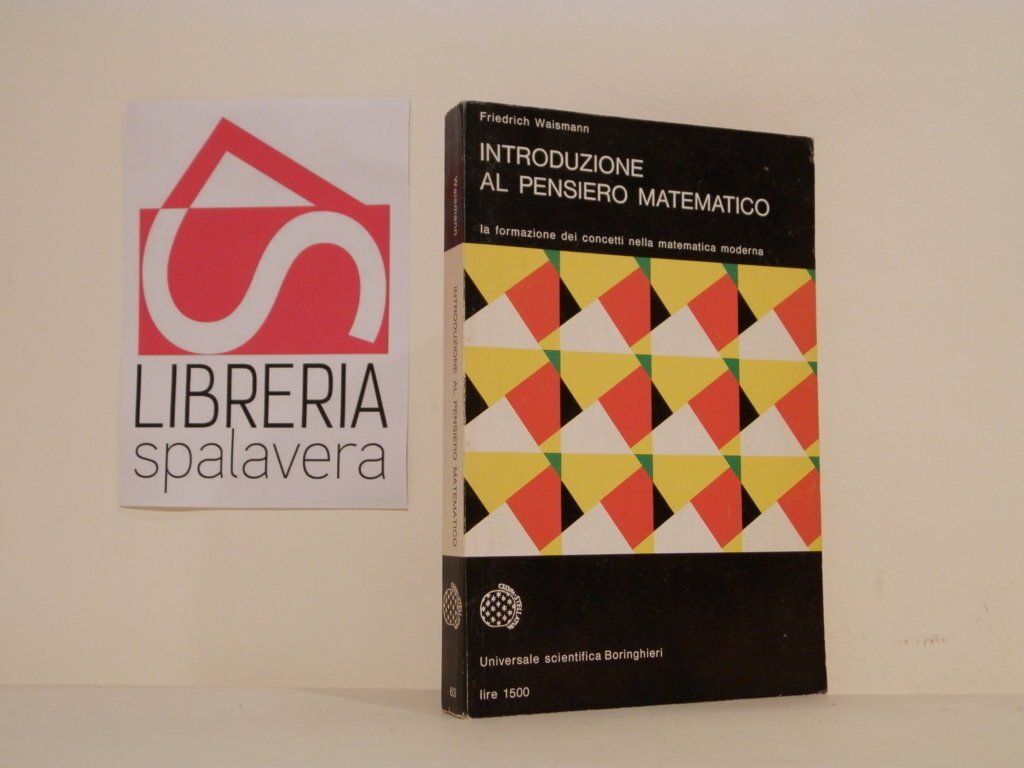 LIBRERIA
spalavera
Friedrich Waismann
INTRODUZIONE
AL PENSIERO MATEMATICO
la formazione dei concetti nella matematica moderna
Universale scientifica Boringhieri
lire 1500
Waismann
INTRODUZIONE AL PENSIERO MATEMATICO
63